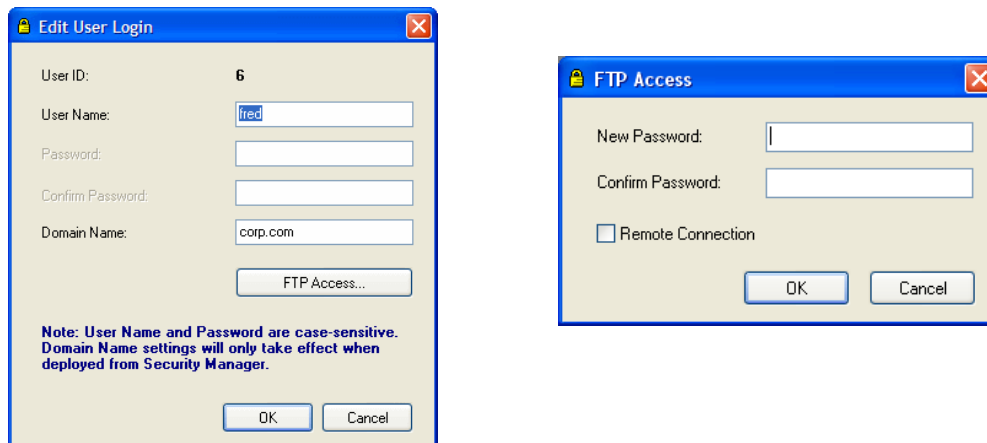 Edit User Login
User ID: 6
User Name: fred
Password:
Confirm Password:
Domain Name: corp.com
FTP Access...
Note: User Name and Password are case-sensitive.
Domain Name settings will only take effect when
deployed from Security Manager.
OK Cancel
FTP Access
New Password:
Confirm Password:
Remote Connection
OK Cancel